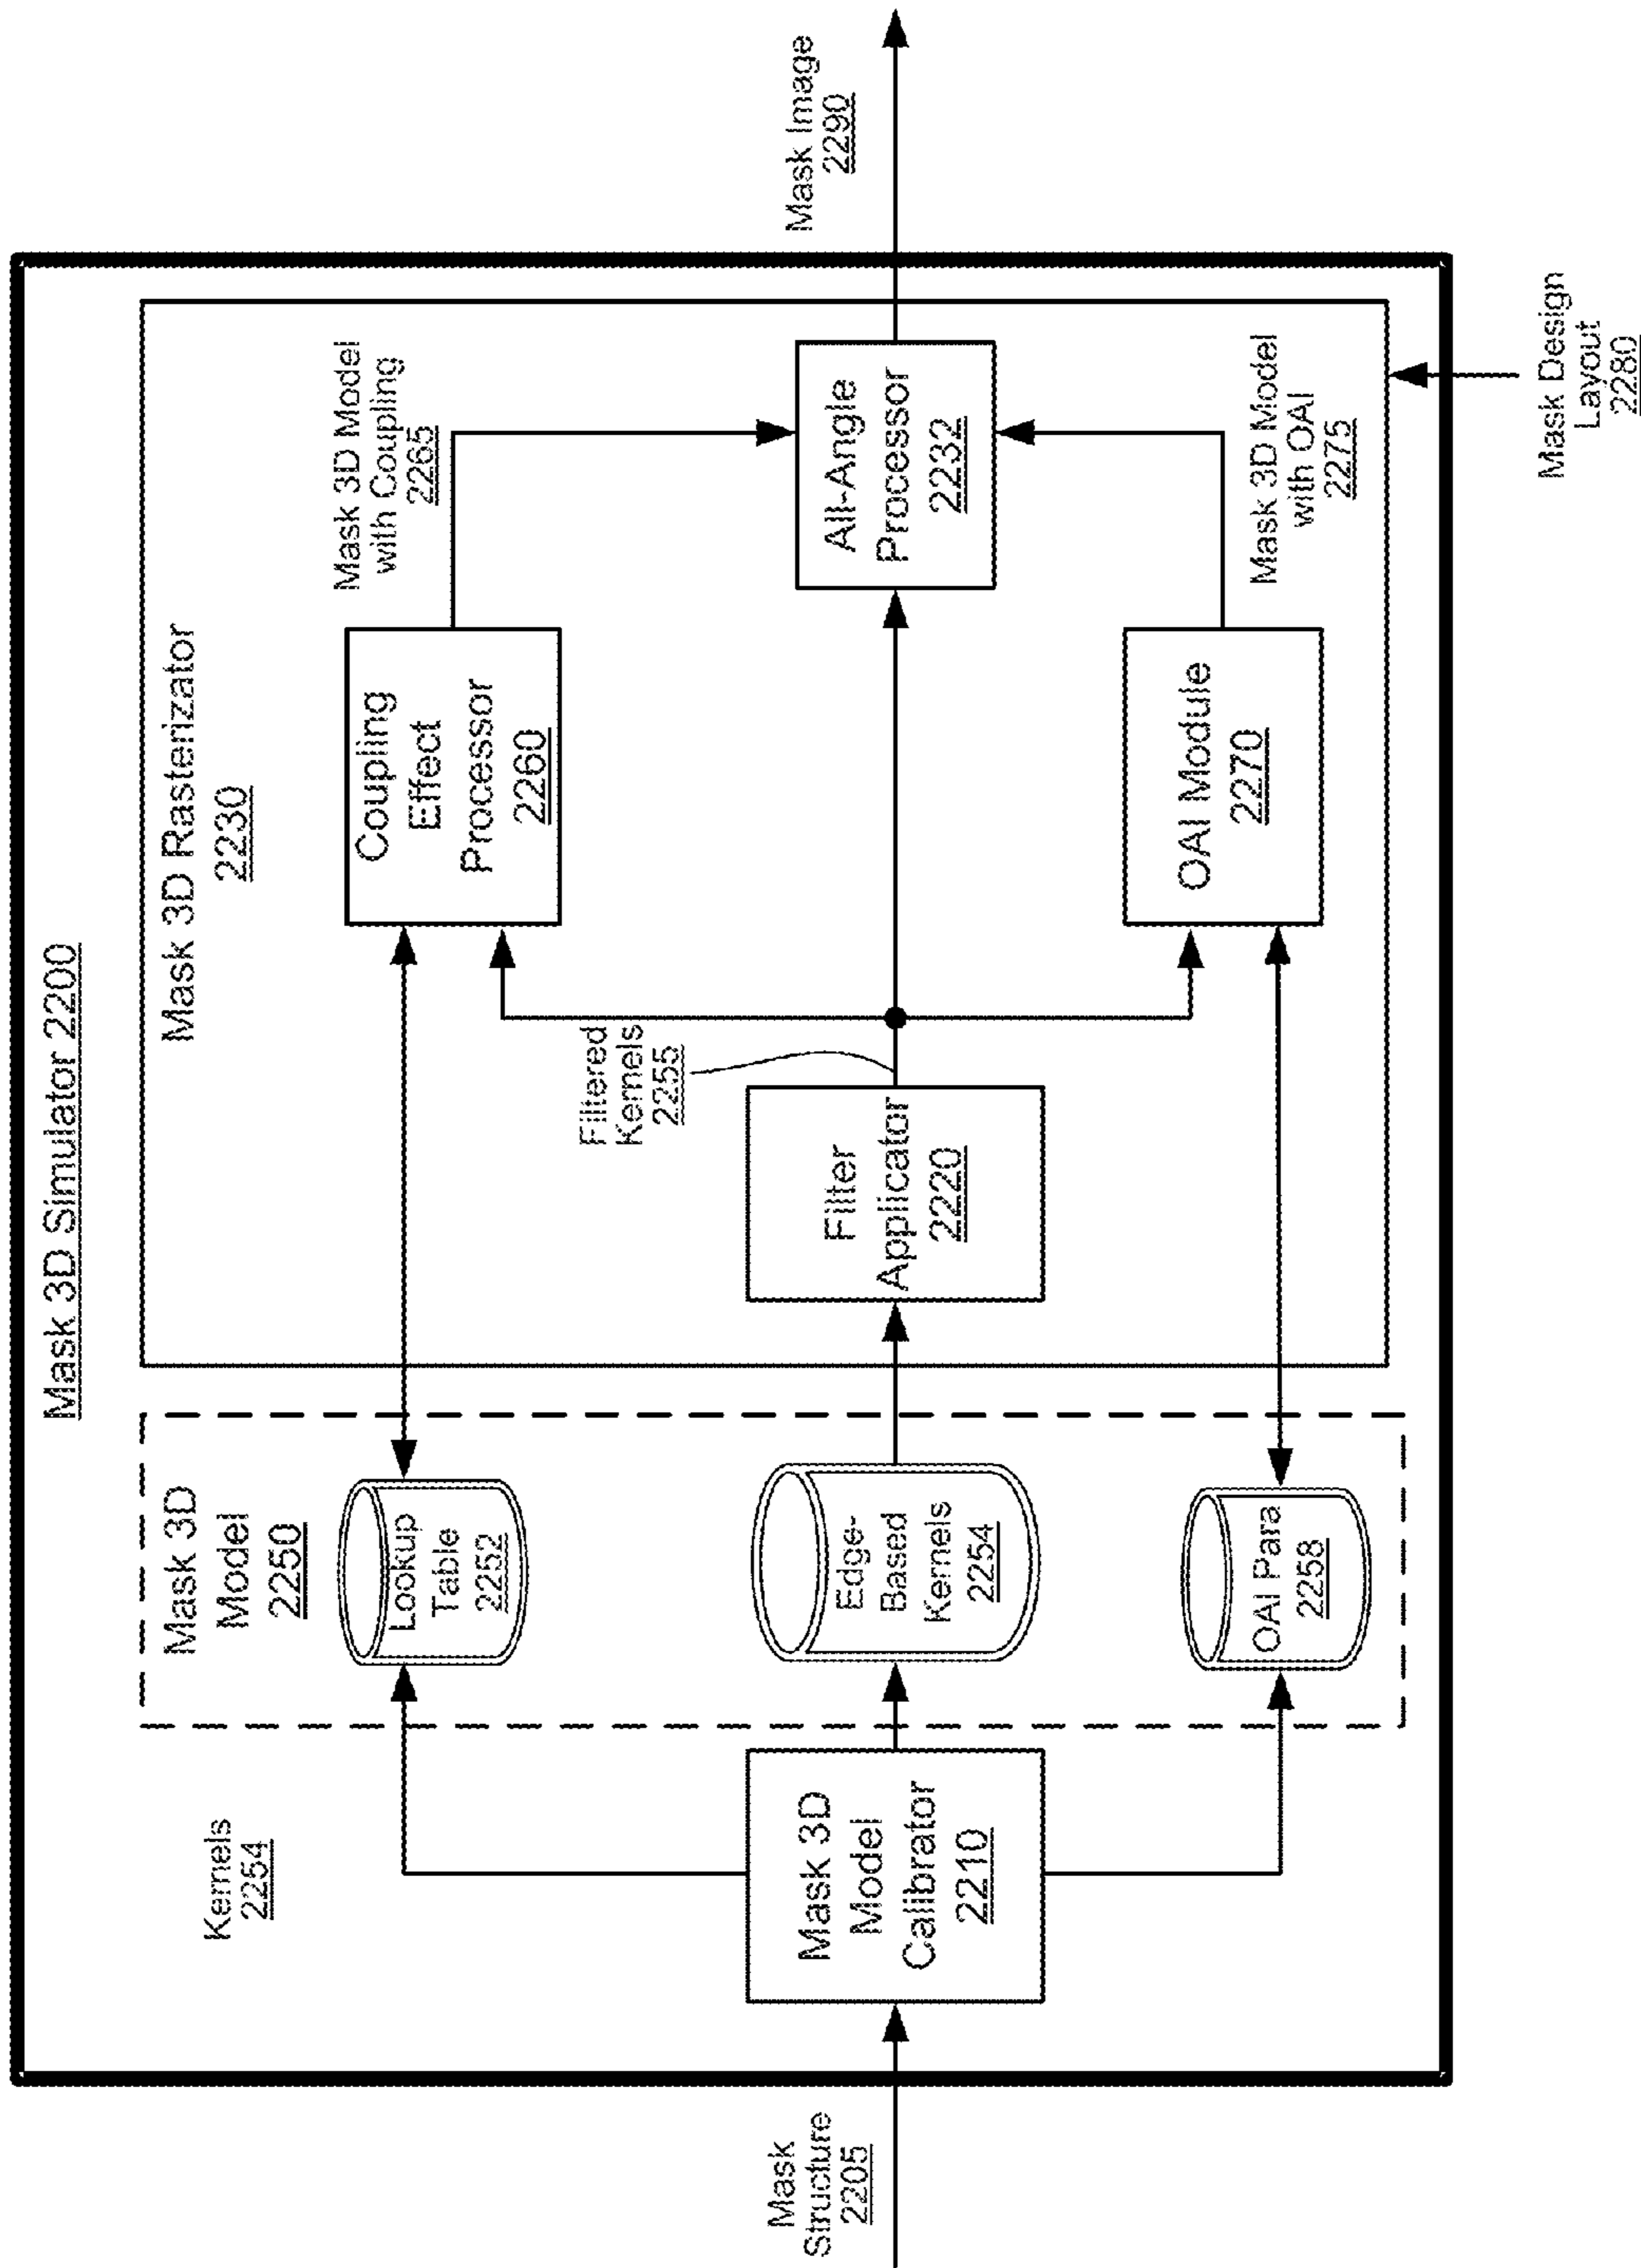 Mask 3D Simulator 2200
Mask
Structure
2205
Kernels
2254
Mask 3D
Model
Calibrator
2210
Mask 3D
Model
2250
Lookup
Table
2252
Edge-
Based
Kernels
2254
OAI Para
2258
Mask 3D Rasterizator
2230
Filter
Applicator
2220
Filtered
Kernels
2255
Coupling
Effect
Processor
2260
OAI Module
2270
Mask 3D Model
with Coupling
2265
All-Angle
Processor
2232
Mask 3D Model
with OAI
2275
Mask Image
2290
Mask Design
Layout
2280